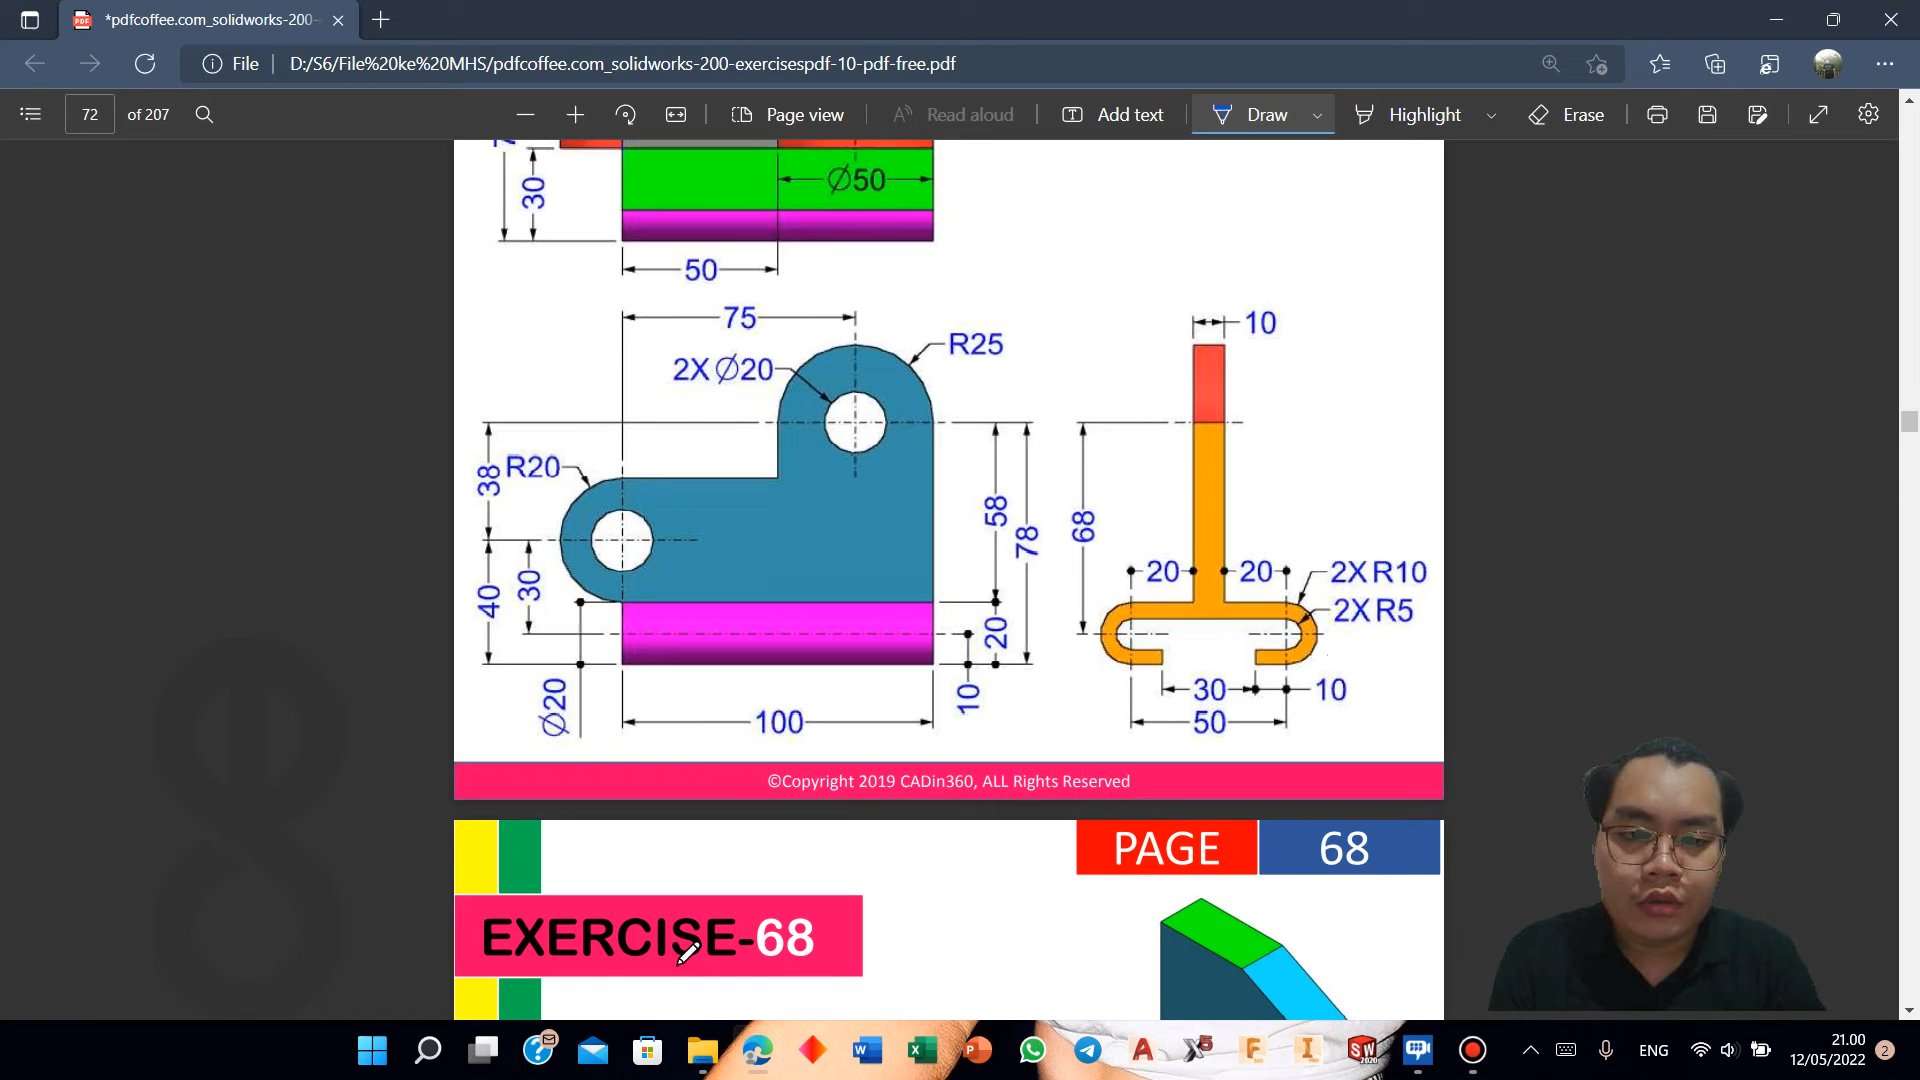 *pdfcoffee.com_solidworks-200-
File
D:/S6/File%20ke%20MHS/pdfcoffee.com_solidworks-200-exercisespdf-10-pdf-free.pdf
72
of 207
Page view
Read aloud
Add text
Draw
Highlight
Erase
30
Ø50
50
75
10
R25
2X Ø20
R20
38
58
78
68
20
20
2X R10
2X R5
40
30
20
10
Ø20
100
30
10
50
©Copyright 2019 CADin360, ALL Rights Reserved
PAGE
68
EXERCISE-68
ENG
21.00
12/05/2022
2